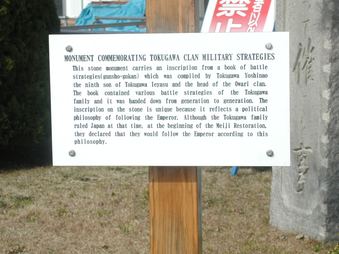 MONUMENT COMMEMORATING TOKUGAWA CLAN MILITARY STRATEGIES
This stone monument carries an inscription from a book of battle
strategies(gunsho-gokan) which was compiled by Tokugawa Yoshinao
the ninth son of Tokugawa Ieyasu and the head of the Owari clan.
The book contained various battle strategies of the Tokugawa
family and it was handed down from generation to generation. The
inscription on the stone is unique because it reflects a political
philosophy of following the Emperor. Although the Tokugawa family
ruled Japan at that time, at the beginning of the Meiji Restoration,
they declared that they would follow the Emperor according to this
philosophy.
禁止